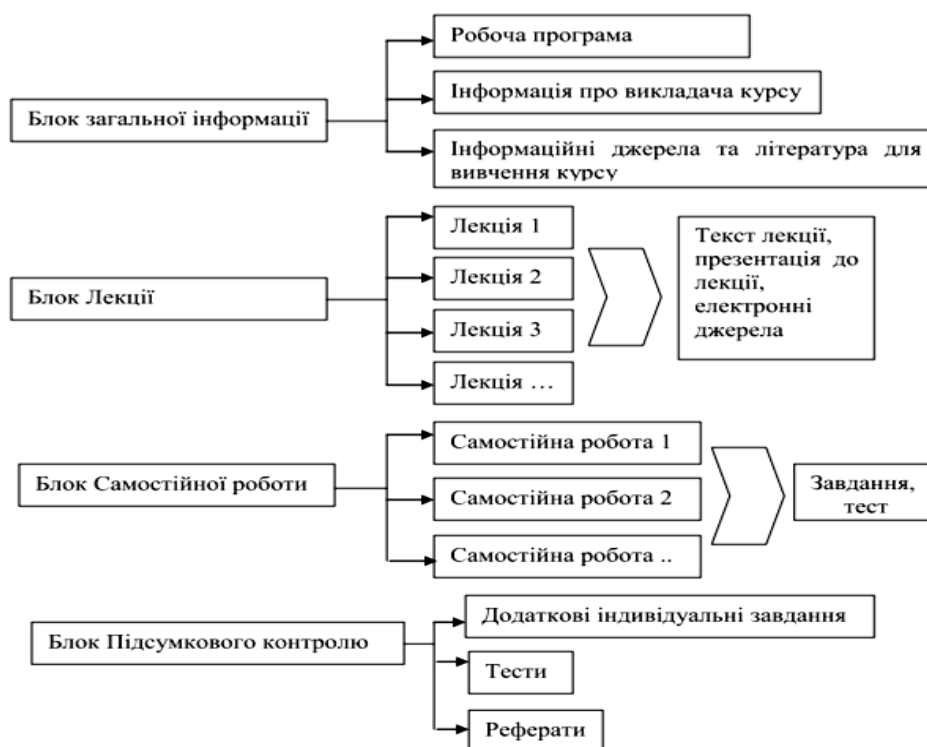 Блок загальної інформації
Робоча програма
Інформація про викладача курсу
Інформаційні джерела та література для
вивчення курсу
Блок Лекції
Лекція 1
Лекція 2
Лекція 3
Лекція …
Текст лекції,
презентація до
лекції,
електронні
джерела
Блок Самостійної роботи
Самостійна робота 1
Самостійна робота 2
Самостійна робота ..
Завдання,
тест
Блок Підсумкового контролю
Додаткові індивідуальні завдання
Тести
Реферати